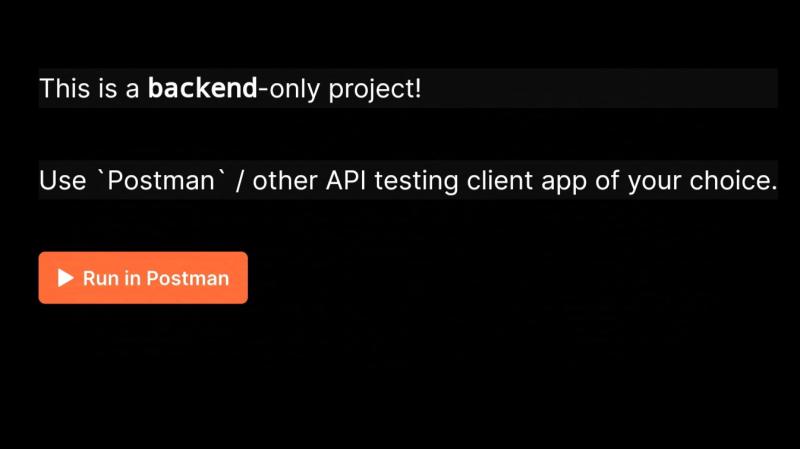 This is a backend-only project!
Use `Postman` / other API testing client app of your choice.
Run in Postman